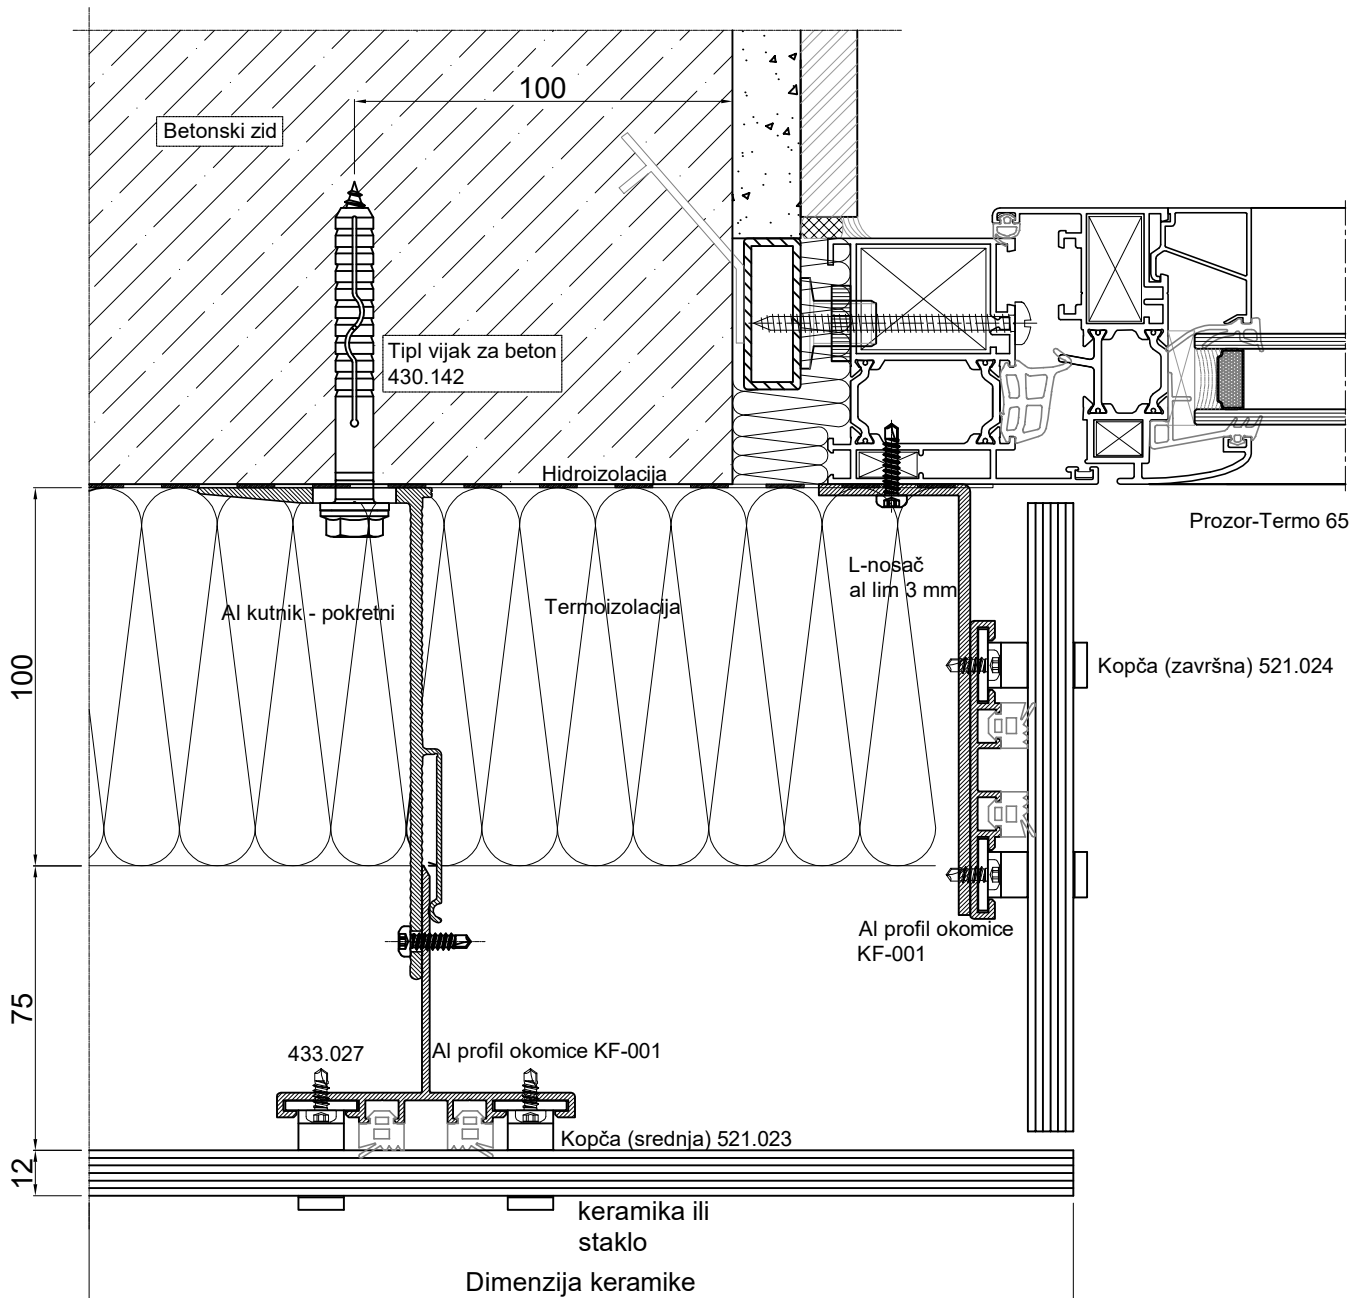 100
Betonski zid
Tipl vijak za beton
430.142
Hidroizolacija
Prozor-Termo 65
L-nosač
al lim 3 mm
Al kutnik - pokretni
Termoizolacija
100
Kopča (završna) 521.024
Al profil okomice
KF-001
75
433.027
Al profil okomice KF-001
Kopča (srednja) 521.023
12
keramika ili
staklo
Dimenzija keramike